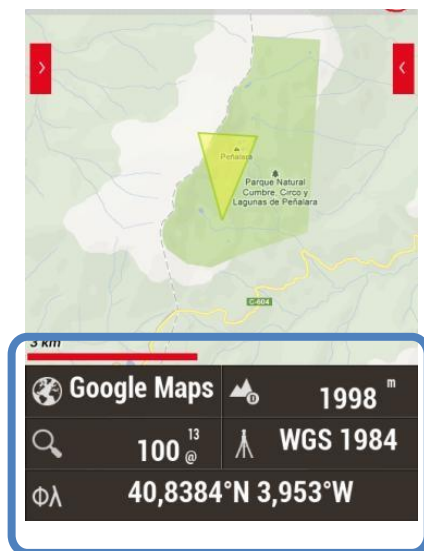 Peñalara
Parque Natural
Cumbre, Circo y
Lagunas de Peñalara
C-604
3 km
Google Maps
1998 m
100 @ 13
WGS 1984
Φλ 40,8384°N 3,953°W